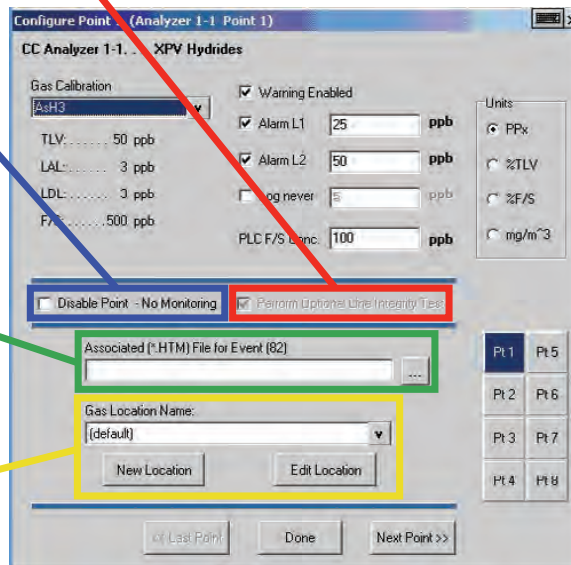 Configure Point 1 (Analyzer 1-1 Point 1)
CC Analyzer 1-1. . . XPV Hydrides
Gas Calibration
AsH3
TLV:...... 50 ppb
LAL:...... 3 ppb
LDL:...... 3 ppb
F/S:......500 ppb
Warning Enabled
Alarm L1 25 ppb
Alarm L2 50 ppb
Log never 5 ppb
PLC F/S Conc. 100 ppb
Units
PPx
%TLV
%F/S
mg/m^3
Disable Point - No Monitoring
Perform Optional Line Integrity Test
Associated (*.HTM) File for Event (82)
...
Gas Location Name:
(default)
New Location
Edit Location
Pt 1 Pt 5
Pt 2 Pt 6
Pt 3 Pt 7
Pt 4 Pt 8
<< Last Point
Done
Next Point >>